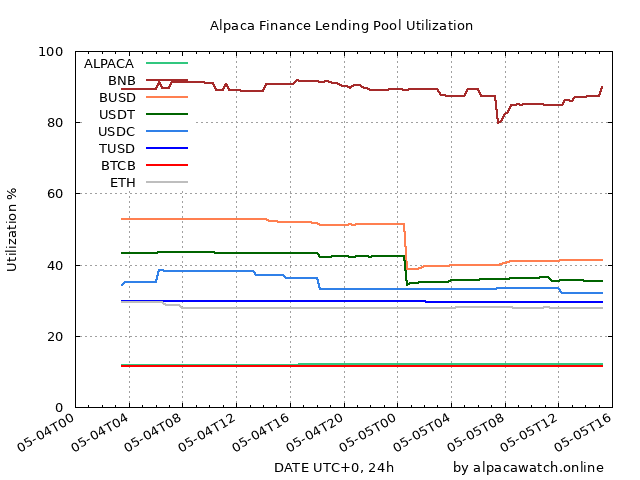 Alpaca Finance Lending Pool Utilization
100
80
60
40
20
0
Utilization %
ALPACA
BNB
BUSD
USDT
USDC
TUSD
BTCB
ETH
05-04T00
05-04T04
05-04T08
05-04T12
05-04T16
05-04T20
05-05T00
05-05T04
05-05T08
05-05T12
05-05T16
DATE UTC+0, 24h
by alpacawatch.online